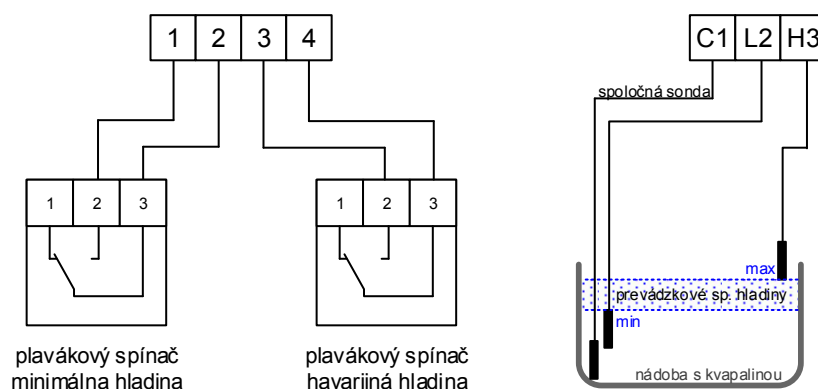 1 2 3 4
1 2 3
plavákový spínač
minimálna hladina
1 2 3
plavákový spínač
havarijná hladina
C1 L2 H3
spoločná sonda
max
prevádzkové sp. hladiny
min
nádoba s kvapalinou